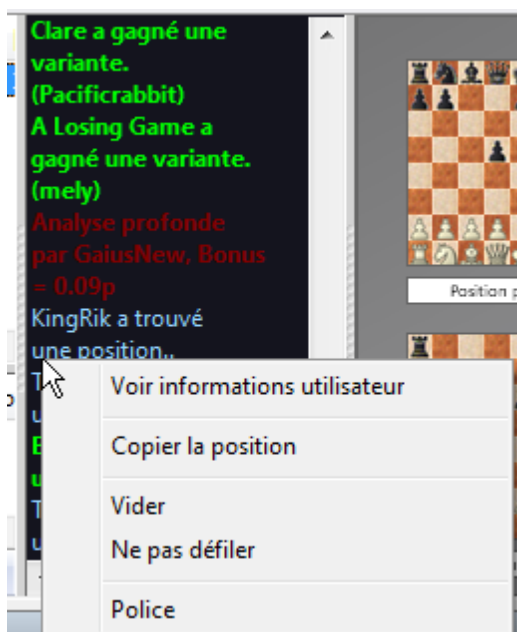 Clare a gagné une
variante.
(Pacificrabbit)
A Losing Game a
gagné une variante.
(mely)
Analyse profonde
par GaiusNew, Bonus
= 0.09p
KingRik a trouvé
une position..
Voir informations utilisateur
Copier la position
Vider
Ne pas défiler
Police
Position